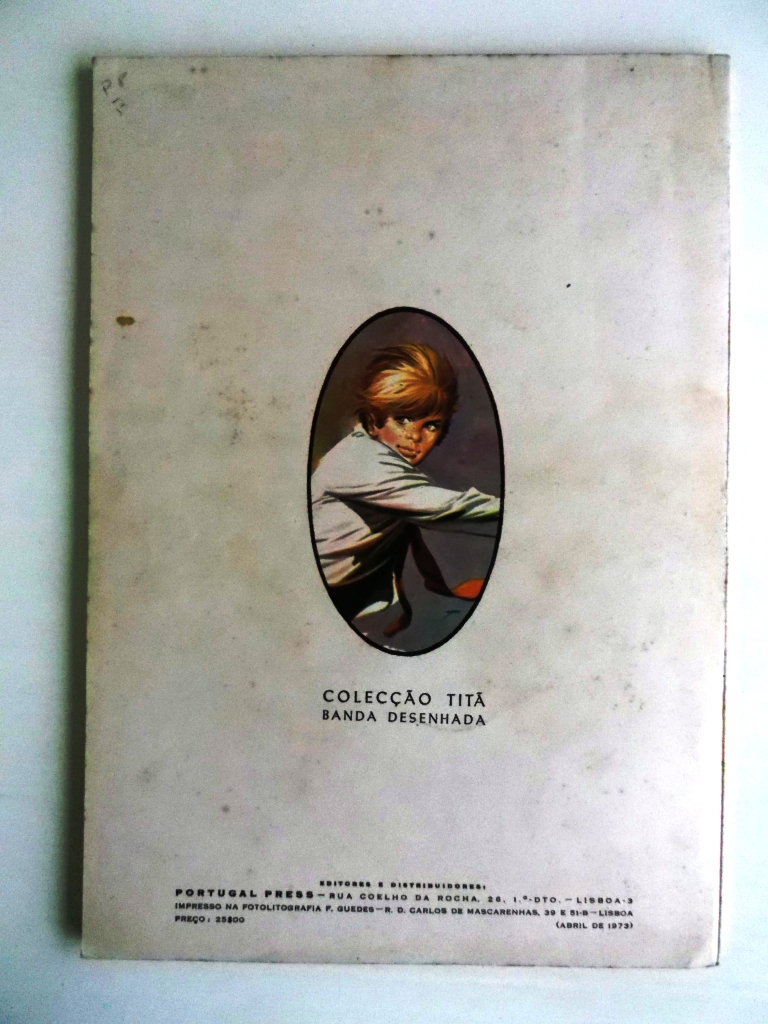 COLECÇÃO TITÃ
BANDA DESENHADA
EDITORES E DISTRIBUIDORES:
PORTUGAL PRESS — RUA COELHO DA ROCHA, 26, 1.º-DTO. — LISBOA-3
IMPRESSO NA FOTOLITOGRAFIA F. GUEDES — R. D. CARLOS DE MASCARENHAS, 39 E 51-B — LISBOA
PREÇO: 25$00 (ABRIL DE 1973)